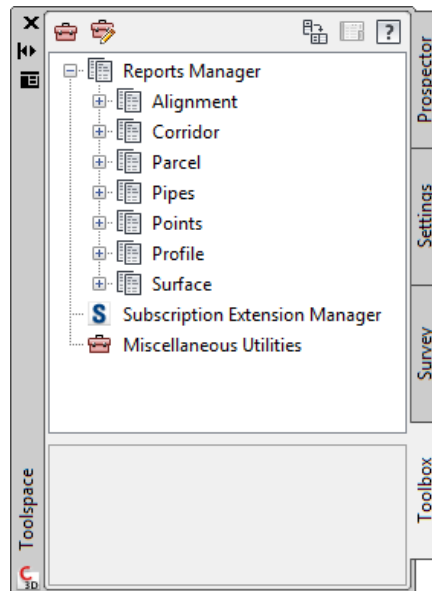 Reports Manager
Alignment
Corridor
Parcel
Pipes
Points
Profile
Surface
S Subscription Extension Manager
Miscellaneous Utilities
Prospector
Settings
Survey
Toolbox
Toolspace
C 3D
?